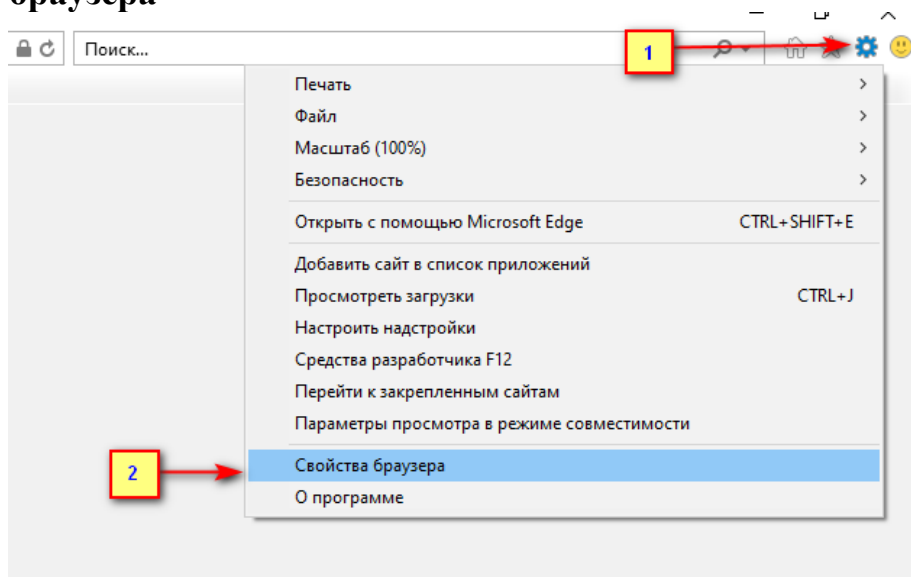 браузера
Поиск...
1
Печать
Файл
Масштаб (100%)
Безопасность
Открыть с помощью Microsoft Edge CTRL+SHIFT+E
Добавить сайт в список приложений
Просмотреть загрузки CTRL+J
Настроить надстройки
Средства разработчика F12
Перейти к закрепленным сайтам
Параметры просмотра в режиме совместимости
2 Свойства браузера
О программе